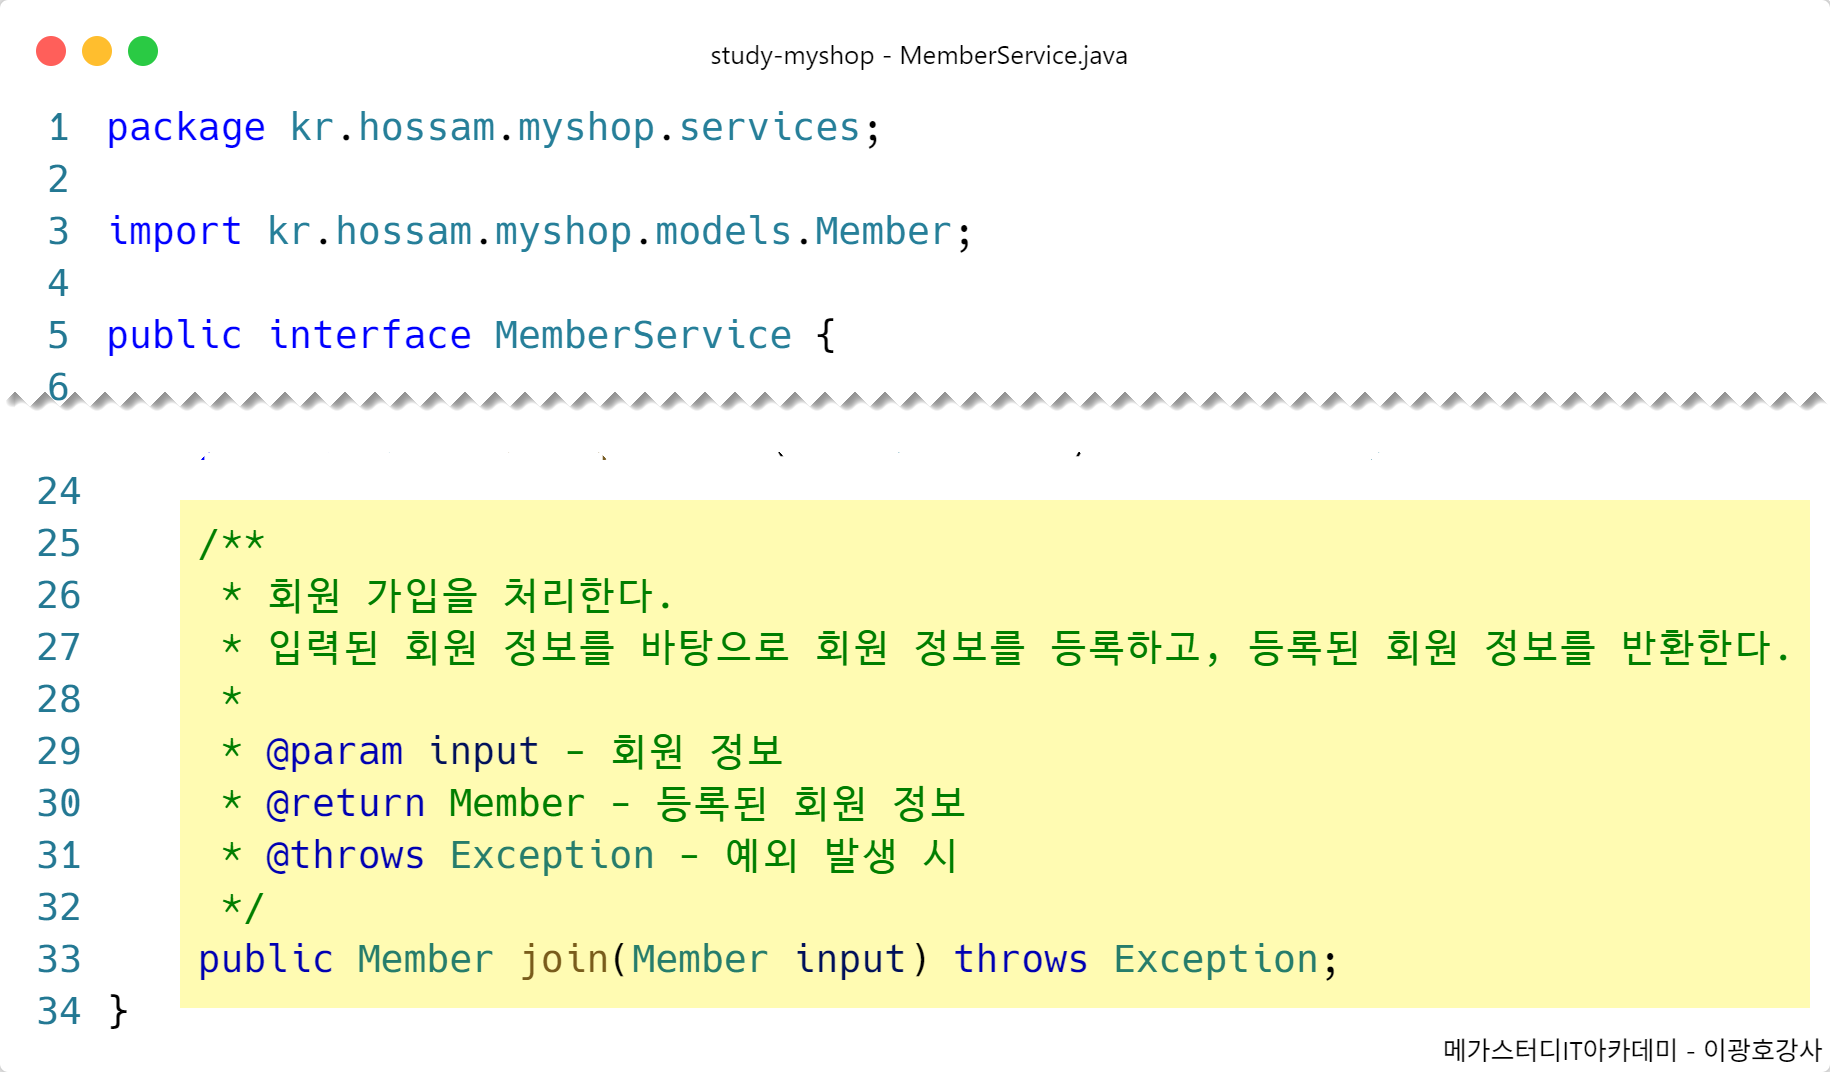 study-myshop - MemberService.java
1 package kr.hossam.myshop.services;
2
3 import kr.hossam.myshop.models.Member;
4
5 public interface MemberService {
6
24
25 /**
26 * 회원 가입을 처리한다.
27 * 입력된 회원 정보를 바탕으로 회원 정보를 등록하고, 등록된 회원 정보를 반환한다.
28 *
29 * @param input - 회원 정보
30 * @return Member - 등록된 회원 정보
31 * @throws Exception - 예외 발생 시
32 */
33 public Member join(Member input) throws Exception;
34 }
메가스터디IT아카데미 - 이광호강사